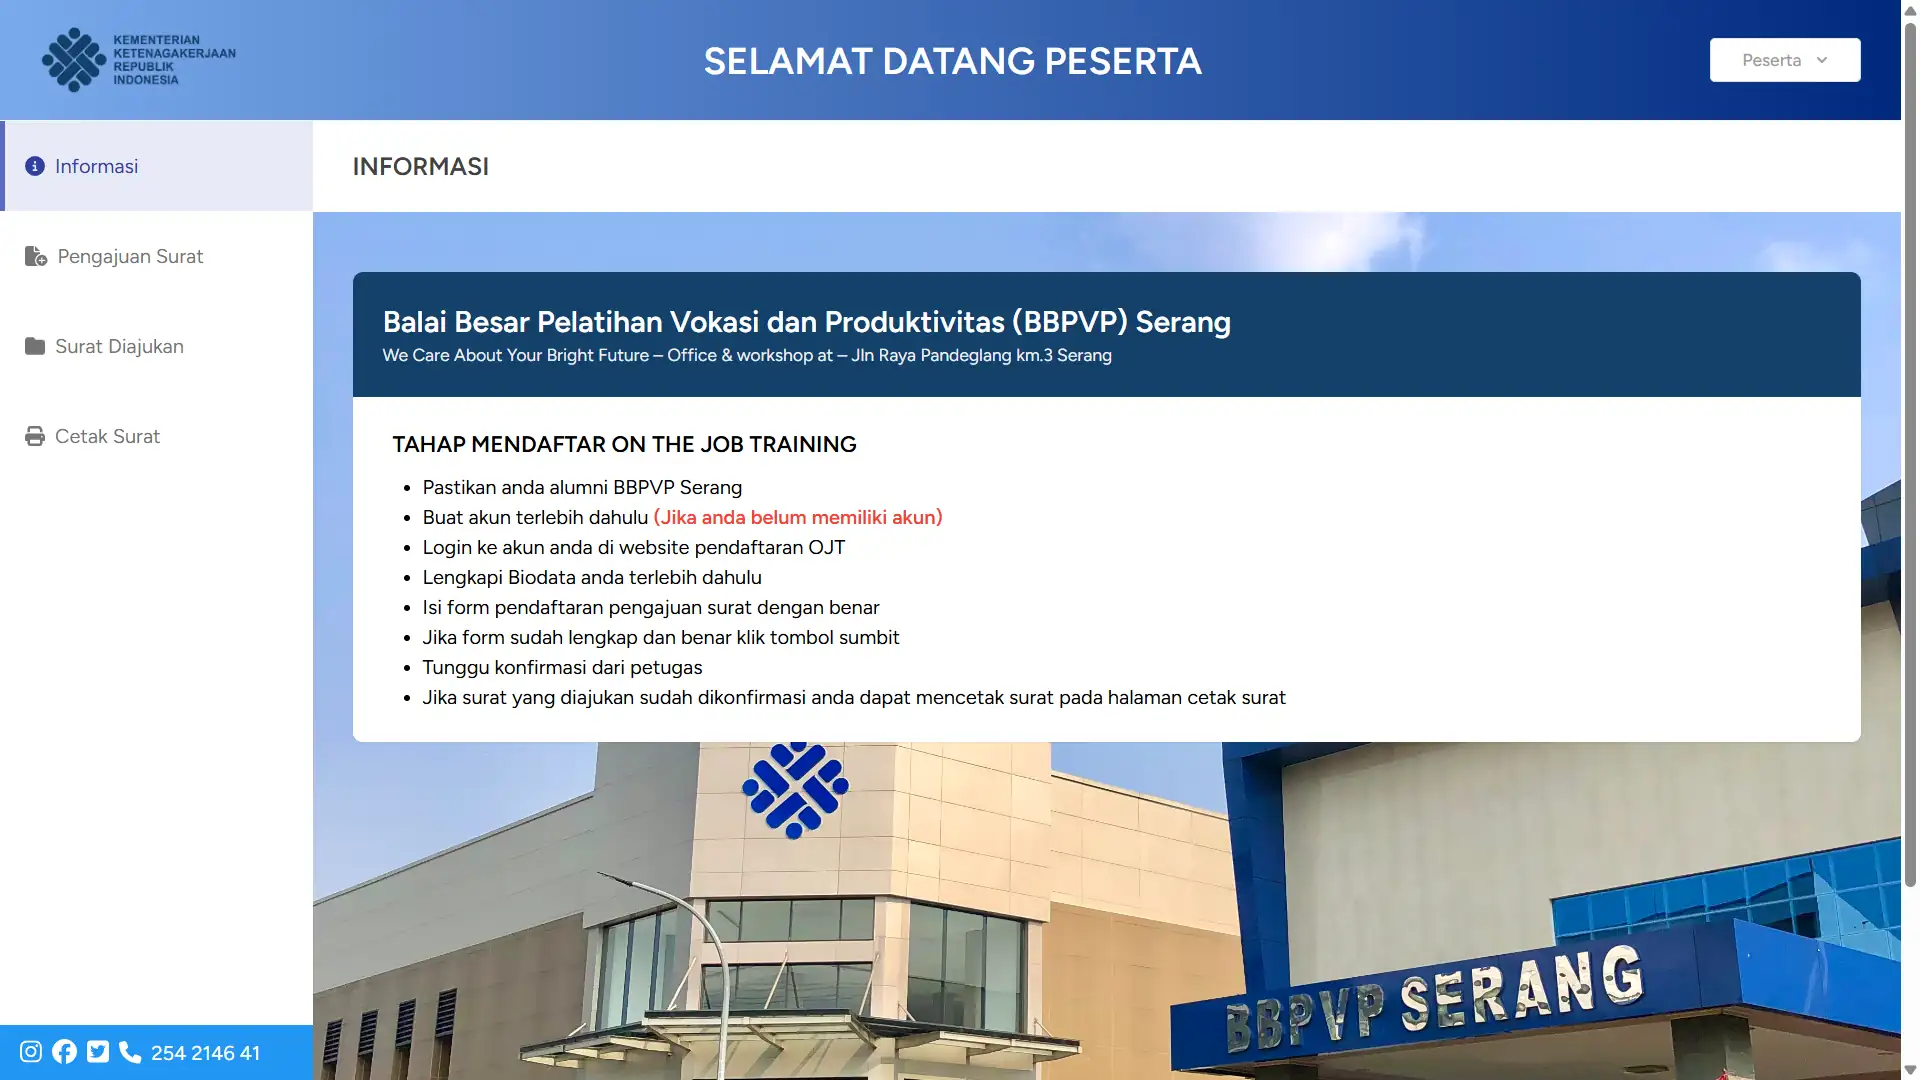 KEMENTERIAN
KETENAGAKERJAAN
REPUBLIK
INDONESIA
SELAMAT DATANG PESERTA
Peserta
Informasi
Pengajuan Surat
Surat Diajukan
Cetak Surat
254 2146 41
INFORMASI
Balai Besar Pelatihan Vokasi dan Produktivitas (BBPVP) Serang
We Care About Your Bright Future – Office & workshop at – Jln Raya Pandeglang km.3 Serang
TAHAP MENDAFTAR ON THE JOB TRAINING
• Pastikan anda alumni BBPVP Serang
• Buat akun terlebih dahulu (Jika anda belum memiliki akun)
• Login ke akun anda di website pendaftaran OJT
• Lengkapi Biodata anda terlebih dahulu
• Isi form pendaftaran pengajuan surat dengan benar
• Jika form sudah lengkap dan benar klik tombol sumbit
• Tunggu konfirmasi dari petugas
• Jika surat yang diajukan sudah dikonfirmasi anda dapat mencetak surat pada halaman cetak surat
BBPVP SERANG